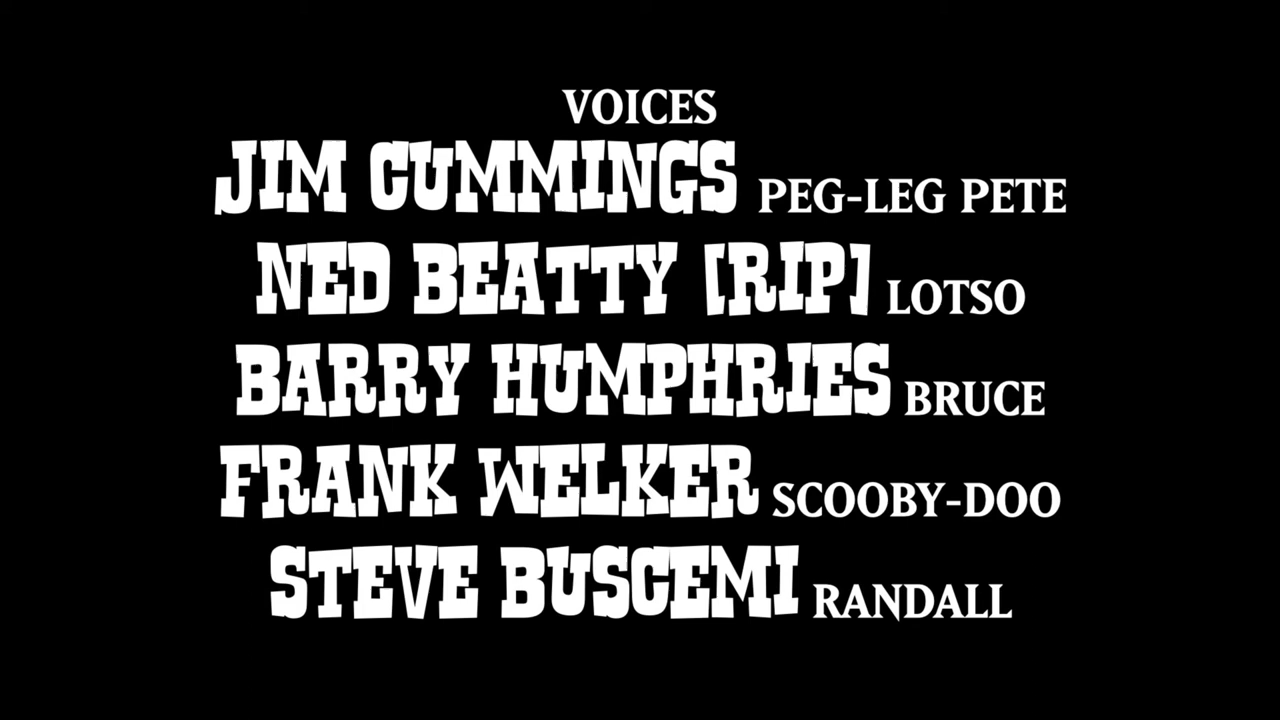 VOICES
JIM CUMMINGS PEG-LEG PETE
NED BEATTY [RIP] LOTSO
BARRY HUMPHRIES BRUCE
FRANK WELKER SCOOBY-DOO
STEVE BUSCEMI RANDALL